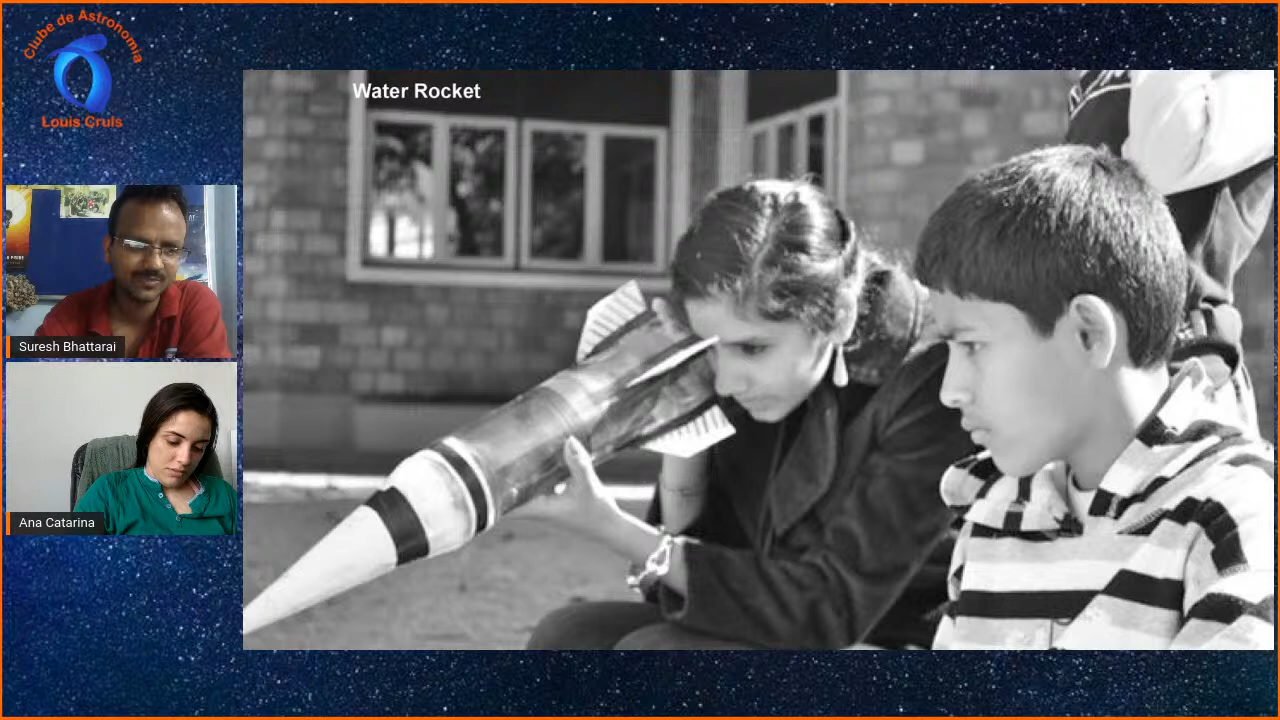 Clube de Astronomia
Louis Cruls
Water Rocket
Suresh Bhattarai
Ana Catarina